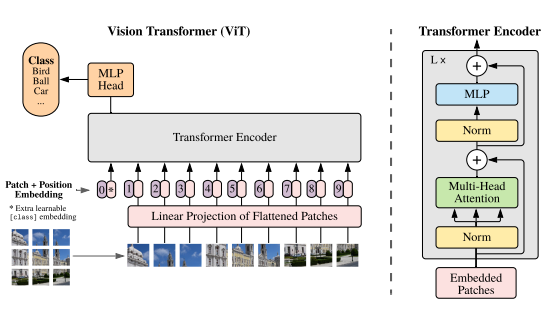 Vision Transformer (ViT)
Class
Bird
Ball
Car
...
MLP
Head
Transformer Encoder
Patch + Position
Embedding
* Extra learnable
[class] embedding
0 * 1 2 3 4 5 6 7 8 9
Linear Projection of Flattened Patches
Transformer Encoder
L x
+
MLP
Norm
+
Multi-Head
Attention
Norm
Embedded
Patches